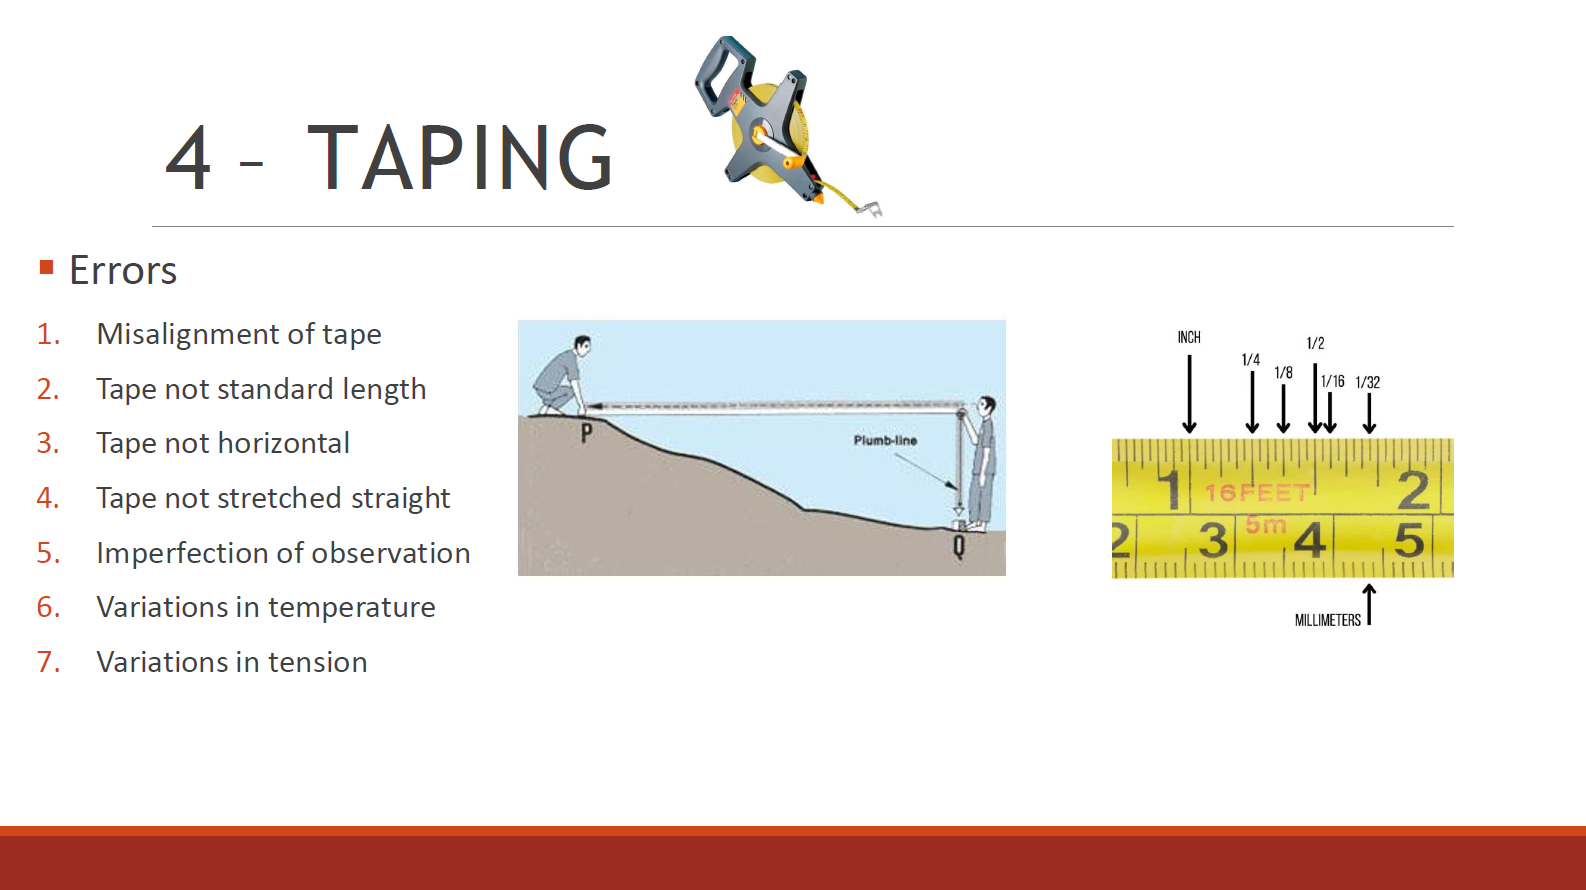 4 – TAPING
Errors
1. Misalignment of tape
2. Tape not standard length
3. Tape not horizontal
4. Tape not stretched straight
5. Imperfection of observation
6. Variations in temperature
7. Variations in tension
P
Plumb-line
Q
INCH
1/4
1/8
1/2
1/16
1/32
1 16FEET 2
2 3 5m 4 5
MILLIMETERS